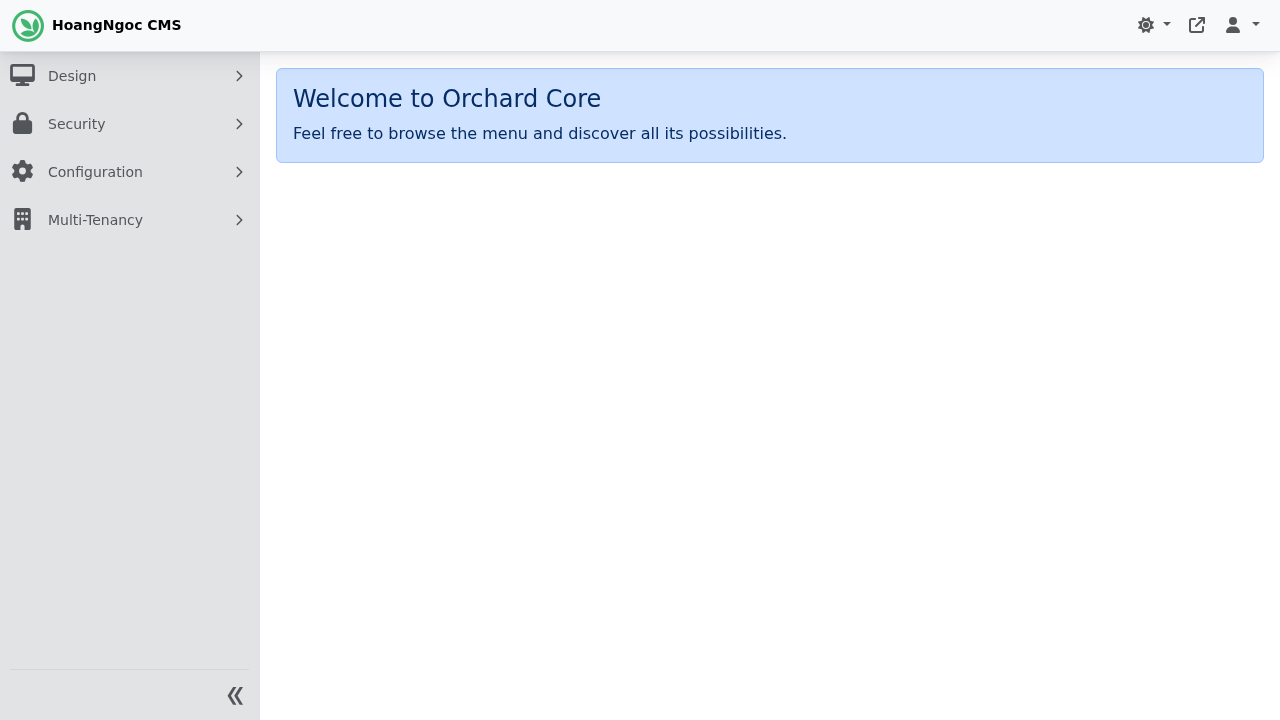 HoangNgoc CMS
Design
Security
Configuration
Multi-Tenancy
Welcome to Orchard Core
Feel free to browse the menu and discover all its possibilities.